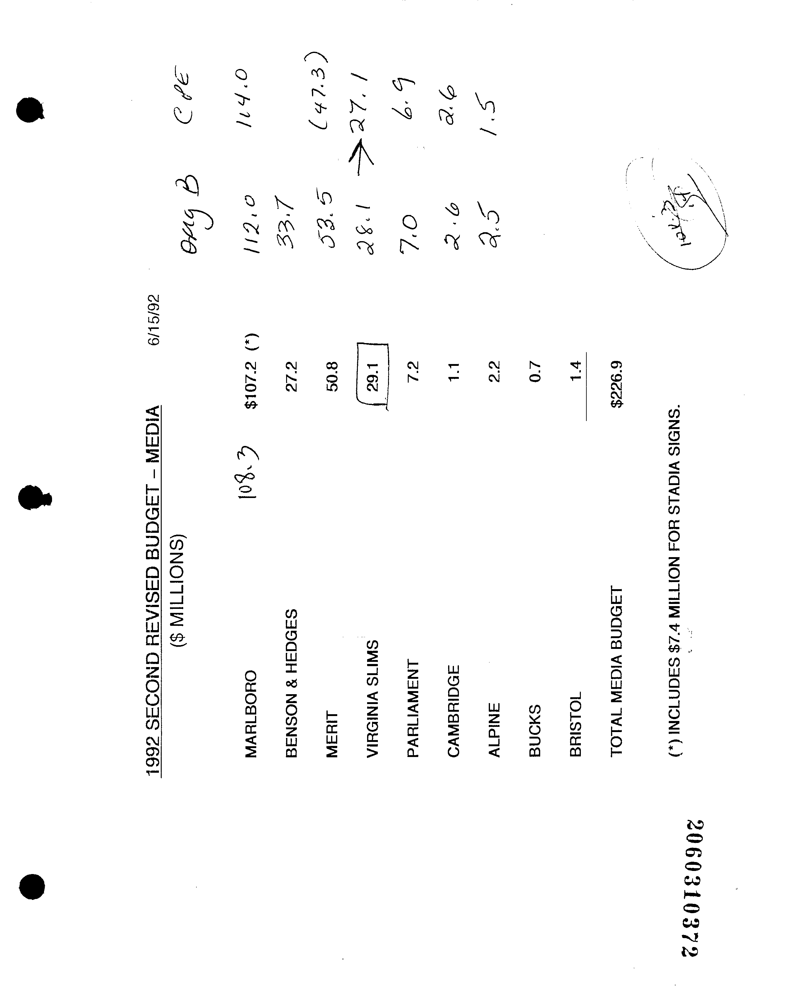 1992 SECOND REVISED BUDGET – MEDIA 6/15/92
($ MILLIONS)
Orig B CPE
MARLBORO 108.3 $107.2 (*) 112.0 114.0
BENSON & HEDGES 27.2 33.7
MERIT 50.8 53.5 (47.3)
VIRGINIA SLIMS 29.1 28.1 → 27.1
PARLIAMENT 7.2 7.0 6.9
CAMBRIDGE 1.1 2.6 2.6
ALPINE 2.2 2.5 1.5
BUCKS 0.7
BRISTOL 1.4
TOTAL MEDIA BUDGET $226.9
(*) INCLUDES $7.4 MILLION FOR STADIA SIGNS.
2060310372